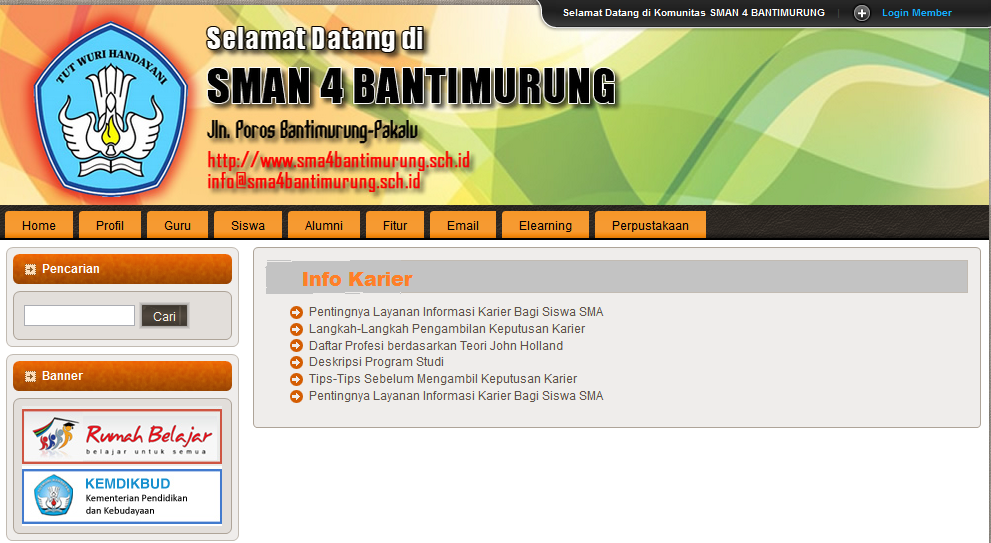 Selamat Datang di Komunitas SMAN 4 BANTIMURUNG
Login Member
TUT WURI HANDAYANI
Selamat Datang di
SMAN 4 BANTIMURUNG
Jln. Poros Bantimurung-Pakalu
http://www.sma4bantimurung.sch.id
info@sma4bantimurung.sch.id
Home Profil Guru Siswa Alumni Fitur Email Elearning Perpustakaan
Pencarian
Cari
Banner
Rumah Belajar
belajar untuk semua
KEMDIKBUD
Kementerian Pendidikan
dan Kebudayaan
Info Karier
Pentingnya Layanan Informasi Karier Bagi Siswa SMA
Langkah-Langkah Pengambilan Keputusan Karier
Daftar Profesi berdasarkan Teori John Holland
Deskripsi Program Studi
Tips-Tips Sebelum Mengambil Keputusan Karier
Pentingnya Layanan Informasi Karier Bagi Siswa SMA